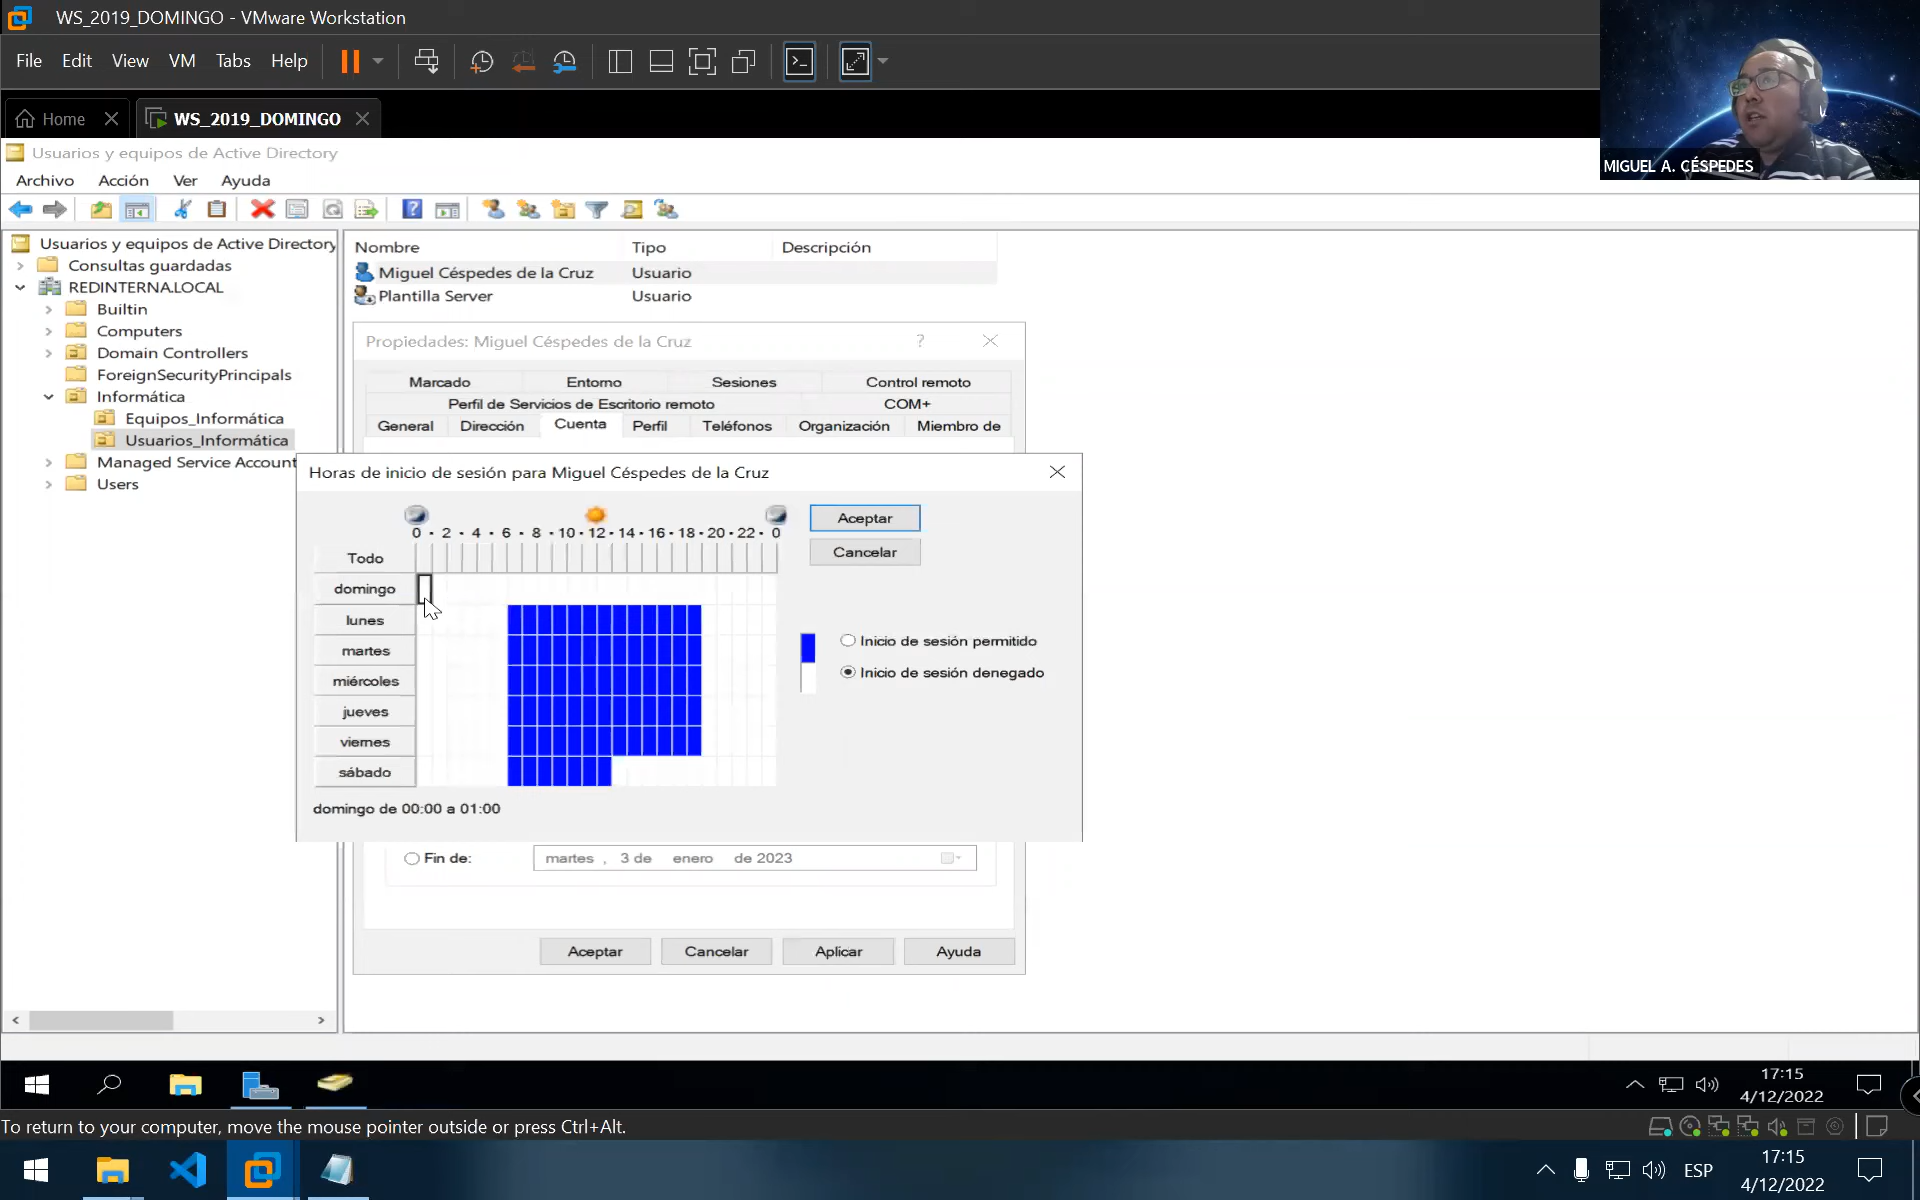 WS_2019_DOMINGO - VMware Workstation
File Edit View VM Tabs Help
Home WS_2019_DOMINGO
MIGUEL A. CÉSPEDES
Usuarios y equipos de Active Directory
Archivo Acción Ver Ayuda
Usuarios y equipos de Active Directory
Consultas guardadas
REDINTERNA.LOCAL
Builtin
Computers
Domain Controllers
ForeignSecurityPrincipals
Informática
Equipos_Informática
Usuarios_Informática
Managed Service Account
Users
Nombre Tipo Descripción
Miguel Céspedes de la Cruz Usuario
Plantilla Server Usuario
Propiedades: Miguel Céspedes de la Cruz ?
Marcado Entorno Sesiones Control remoto
Perfil de Servicios de Escritorio remoto COM+
General Dirección Cuenta Perfil Teléfonos Organización Miembro de
Horas de inicio de sesión para Miguel Céspedes de la Cruz
0 · 2 · 4 · 6 · 8 · 10 · 12 · 14 · 16 · 18 · 20 · 22 · 0
Todo
domingo
lunes
martes
miércoles
jueves
viernes
sábado
domingo de 00:00 a 01:00
Aceptar
Cancelar
Inicio de sesión permitido
Inicio de sesión denegado
Fin de: martes , 3 de enero de 2023
Aceptar Cancelar Aplicar Ayuda
17:15
4/12/2022
To return to your computer, move the mouse pointer outside or press Ctrl+Alt.
ESP
17:15
4/12/2022